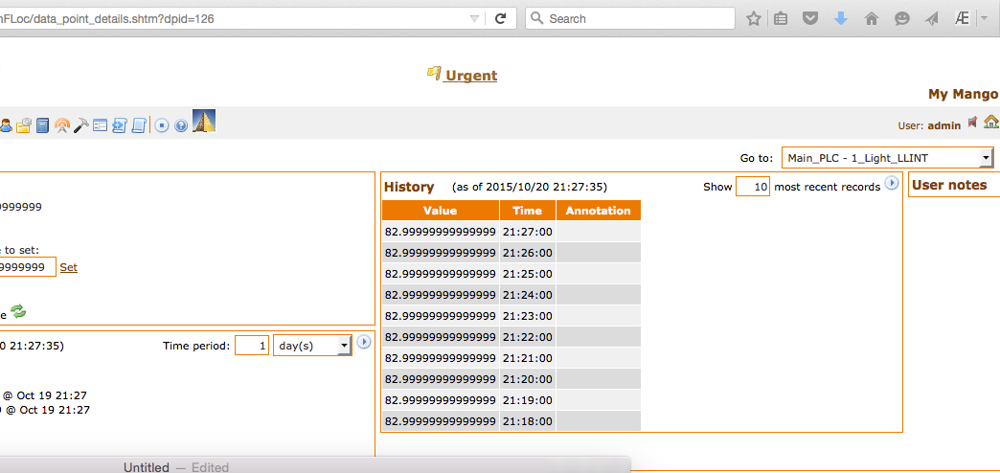 nFLoc/data_point_details.shtm?dpid=126
Search
Urgent
My Mango
User: admin
Go to: Main_PLC - 1_Light_LLINT
9999999
e to set:
9999999 Set
e
History (as of 2015/10/20 21:27:35) Show 10 most recent records
Value Time Annotation
82.99999999999999 21:27:00
82.99999999999999 21:26:00
82.99999999999999 21:25:00
82.99999999999999 21:24:00
82.99999999999999 21:23:00
82.99999999999999 21:22:00
82.99999999999999 21:21:00
82.99999999999999 21:20:00
82.99999999999999 21:19:00
82.99999999999999 21:18:00
User notes
0 21:27:35) Time period: 1 day(s)
@ Oct 19 21:27
@ Oct 19 21:27
Untitled — Edited